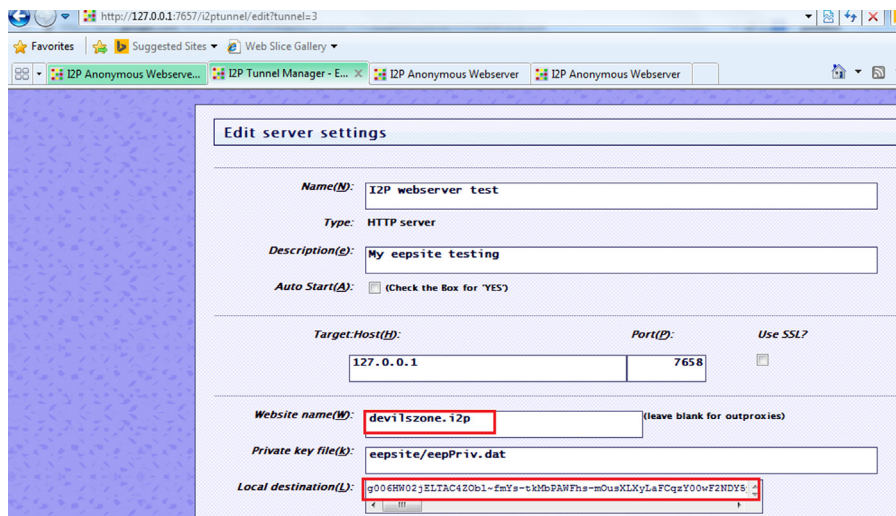 http://127.0.0.1:7657/i2ptunnel/edit?tunnel=3
Favorites Suggested Sites Web Slice Gallery
I2P Anonymous Webserve... I2P Tunnel Manager - E... I2P Anonymous Webserver I2P Anonymous Webserver
Edit server settings
Name(N): I2P webserver test
Type: HTTP server
Description(e): My eepsite testing
Auto Start(A): (Check the Box for 'YES')
Target:Host(H): Port(P): Use SSL?
127.0.0.1 7658
Website name(W): devilszone.i2p (leave blank for outproxies)
Private key file(k): eepsite/eepPriv.dat
Local destination(L):